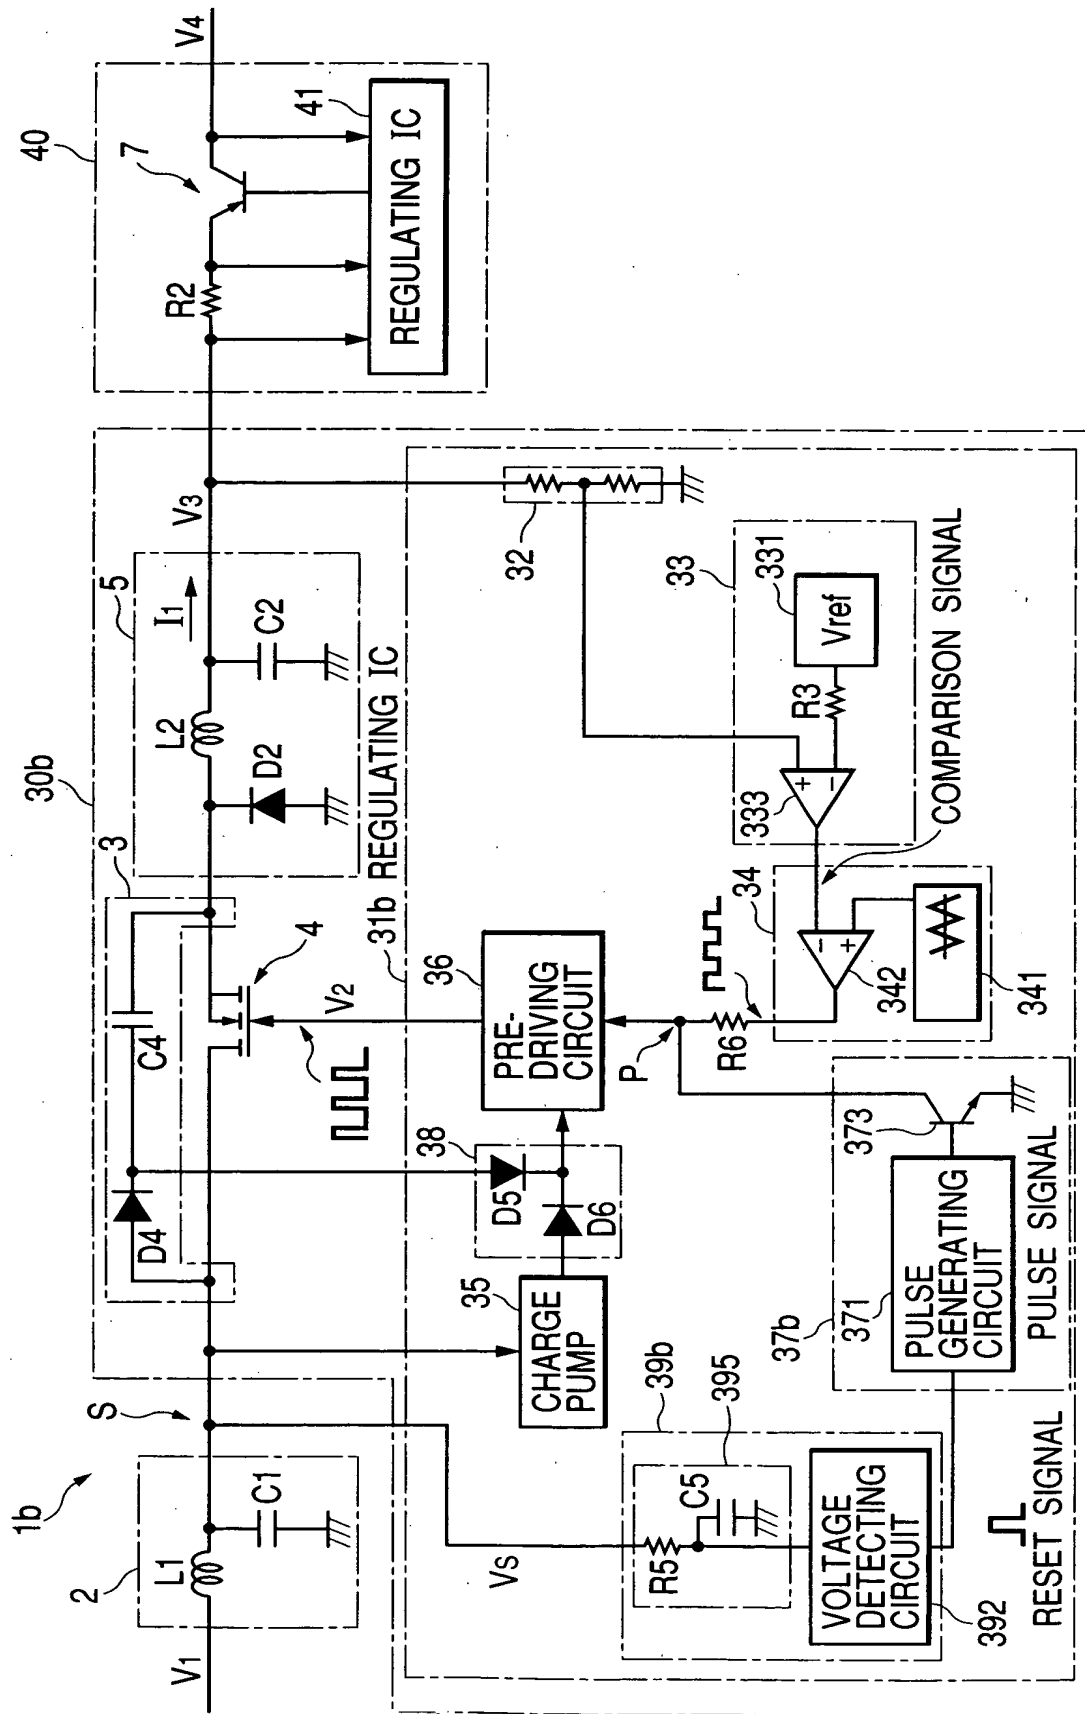 1b
2
V1
L1
C1
S
30b
3
D4
C4
4
V2
5
I1
L2
D2
C2
V3
40
7
R2
V4
41
REGULATING IC
31b REGULATING IC
35
CHARGE
PUMP
38
D5
D6
36
PRE-
DRIVING
CIRCUIT
P
R6
32
33
331
Vref
R3
333
COMPARISON SIGNAL
34
342
341
VS
39b
395
R5
C5
VOLTAGE
DETECTING
CIRCUIT
392
RESET SIGNAL
37b
371
PULSE
GENERATING
CIRCUIT
373
PULSE SIGNAL
+
−
−
+